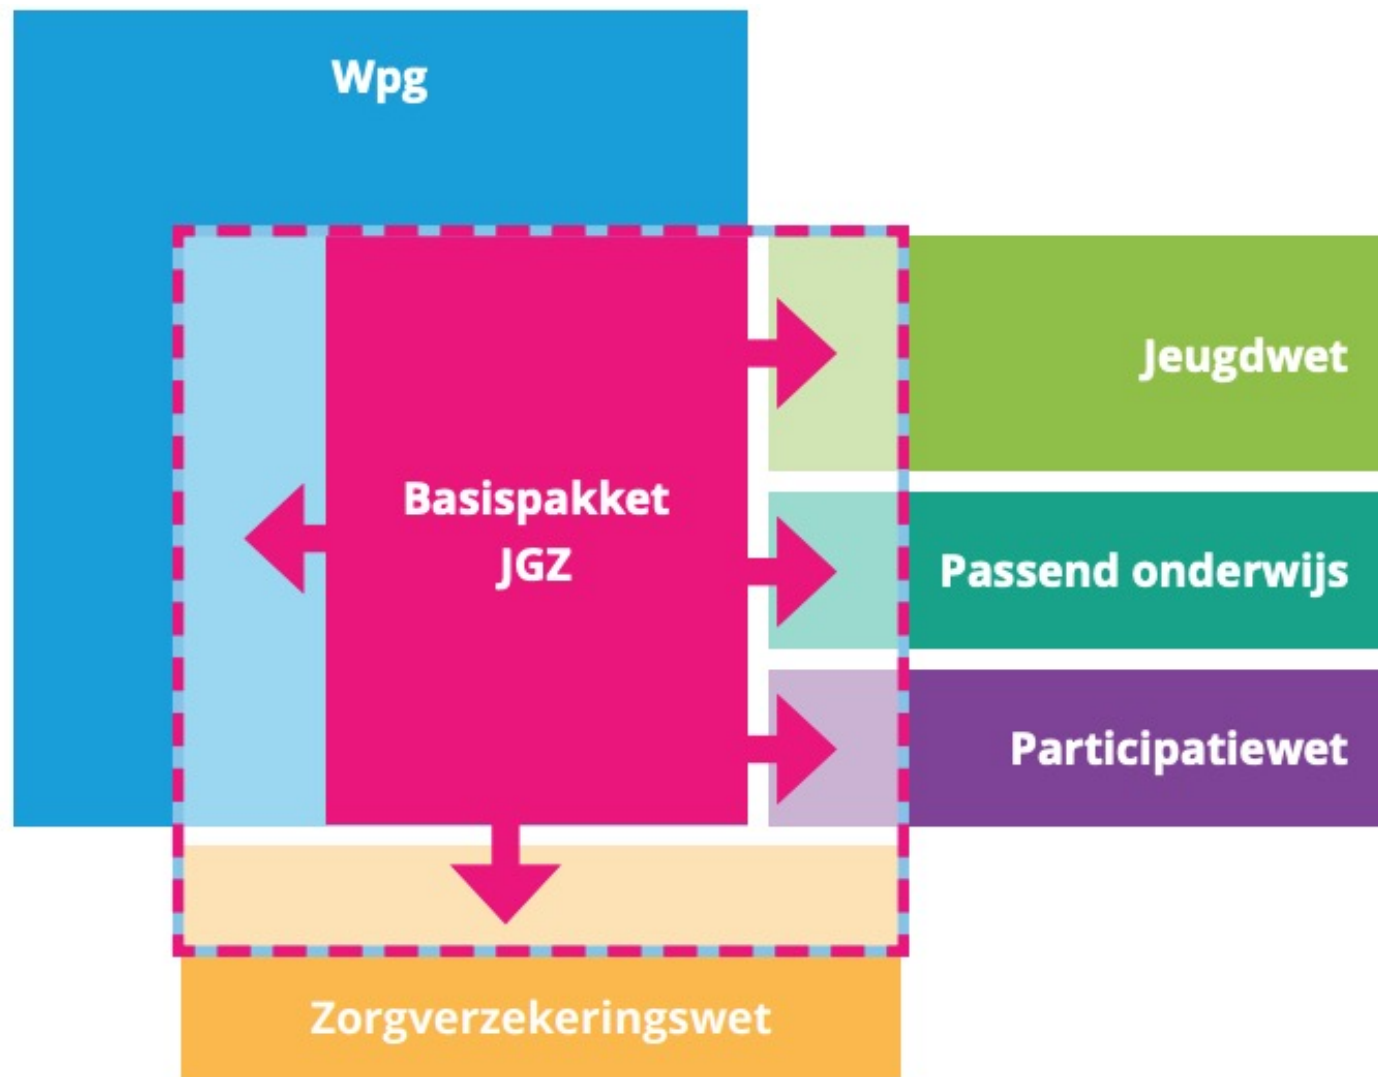 Wpg
Jeugdwet
Basispakket
JGZ
Passend onderwijs
Participatiewet
Zorgverzekeringswet